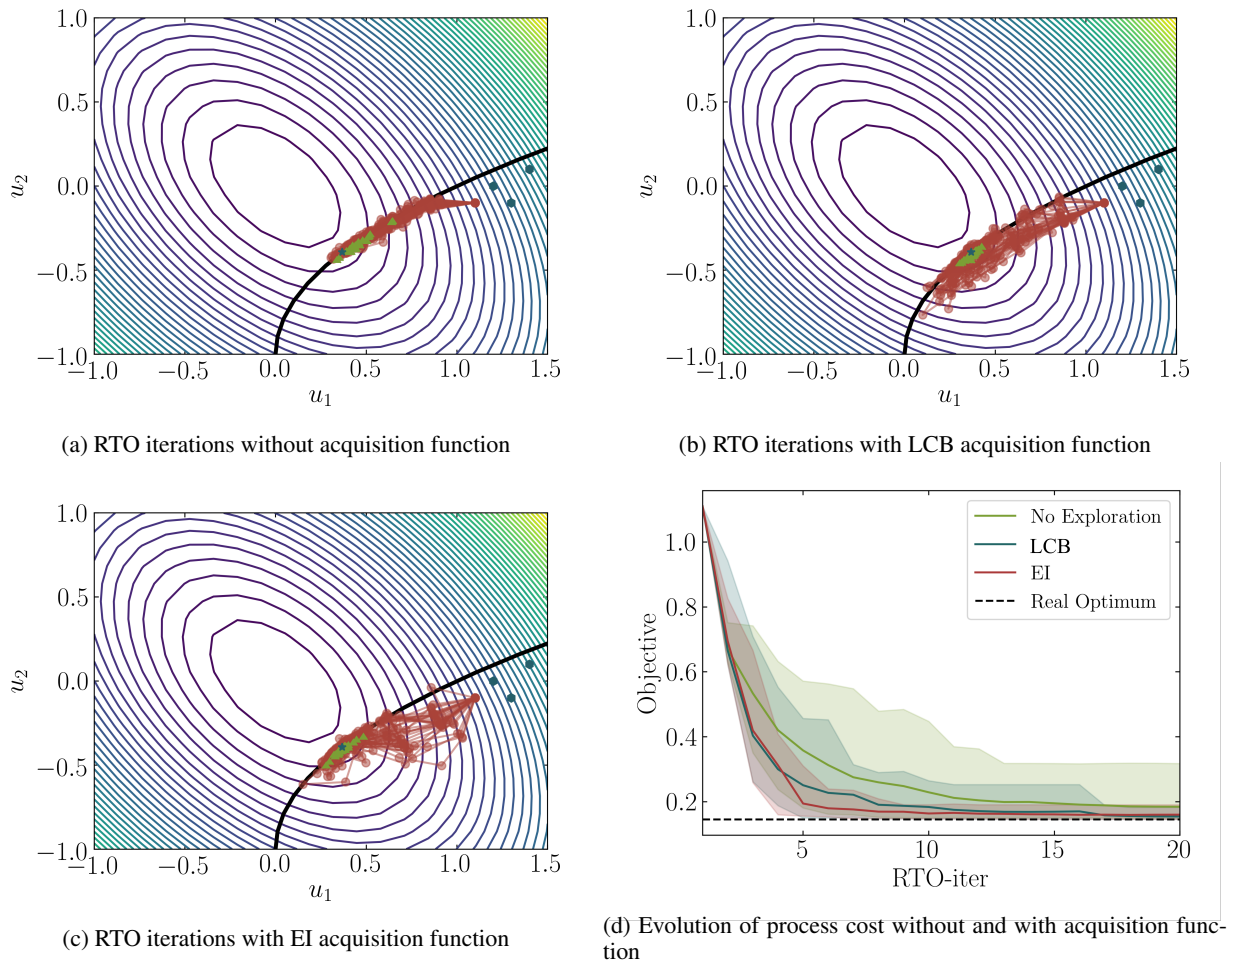 1.0
0.5
0.0
−0.5
−1.0
u2
−1.0 −0.5 0.0 0.5 1.0 1.5
u1
(a) RTO iterations without acquisition function
1.0
0.5
0.0
−0.5
−1.0
u2
−1.0 −0.5 0.0 0.5 1.0 1.5
u1
(b) RTO iterations with LCB acquisition function
1.0
0.5
0.0
−0.5
−1.0
u2
−1.0 −0.5 0.0 0.5 1.0 1.5
u1
(c) RTO iterations with EI acquisition function
1.0
0.8
0.6
0.4
0.2
Objective
No Exploration
LCB
EI
Real Optimum
5 10 15 20
RTO-iter
(d) Evolution of process cost without and with acquisition func-
tion